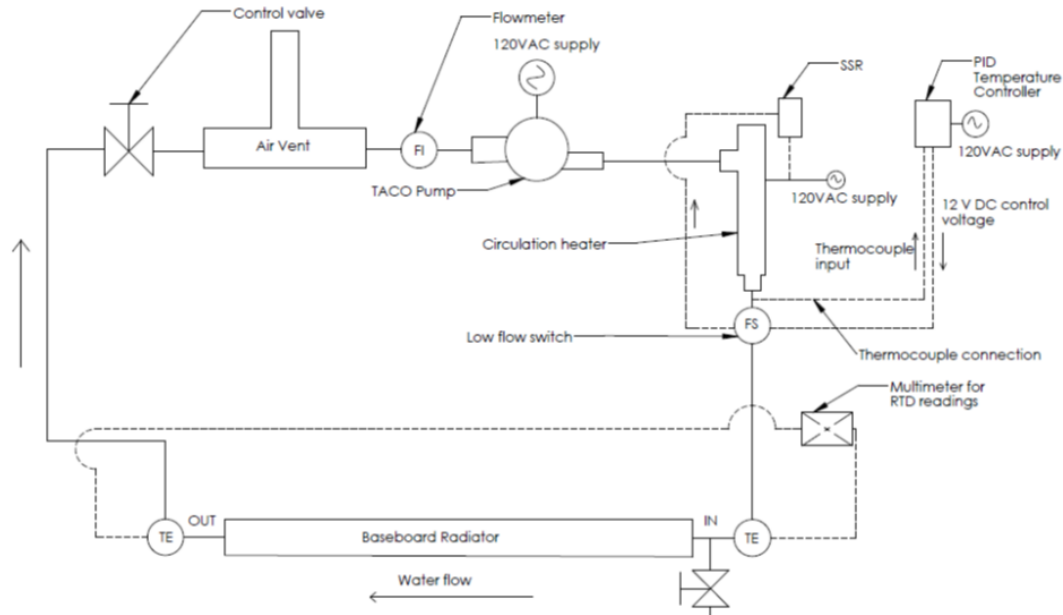 Control valve
Flowmeter
120VAC supply
SSR
PID
Temperature
Controller
Air Vent
FI
TACO Pump
120VAC supply
120VAC supply
12 V DC control
voltage
Circulation heater
Thermocouple
input
Low flow switch
FS
Thermocouple connection
Multimeter for
RTD readings
TE
OUT
Baseboard Radiator
IN
TE
Water flow